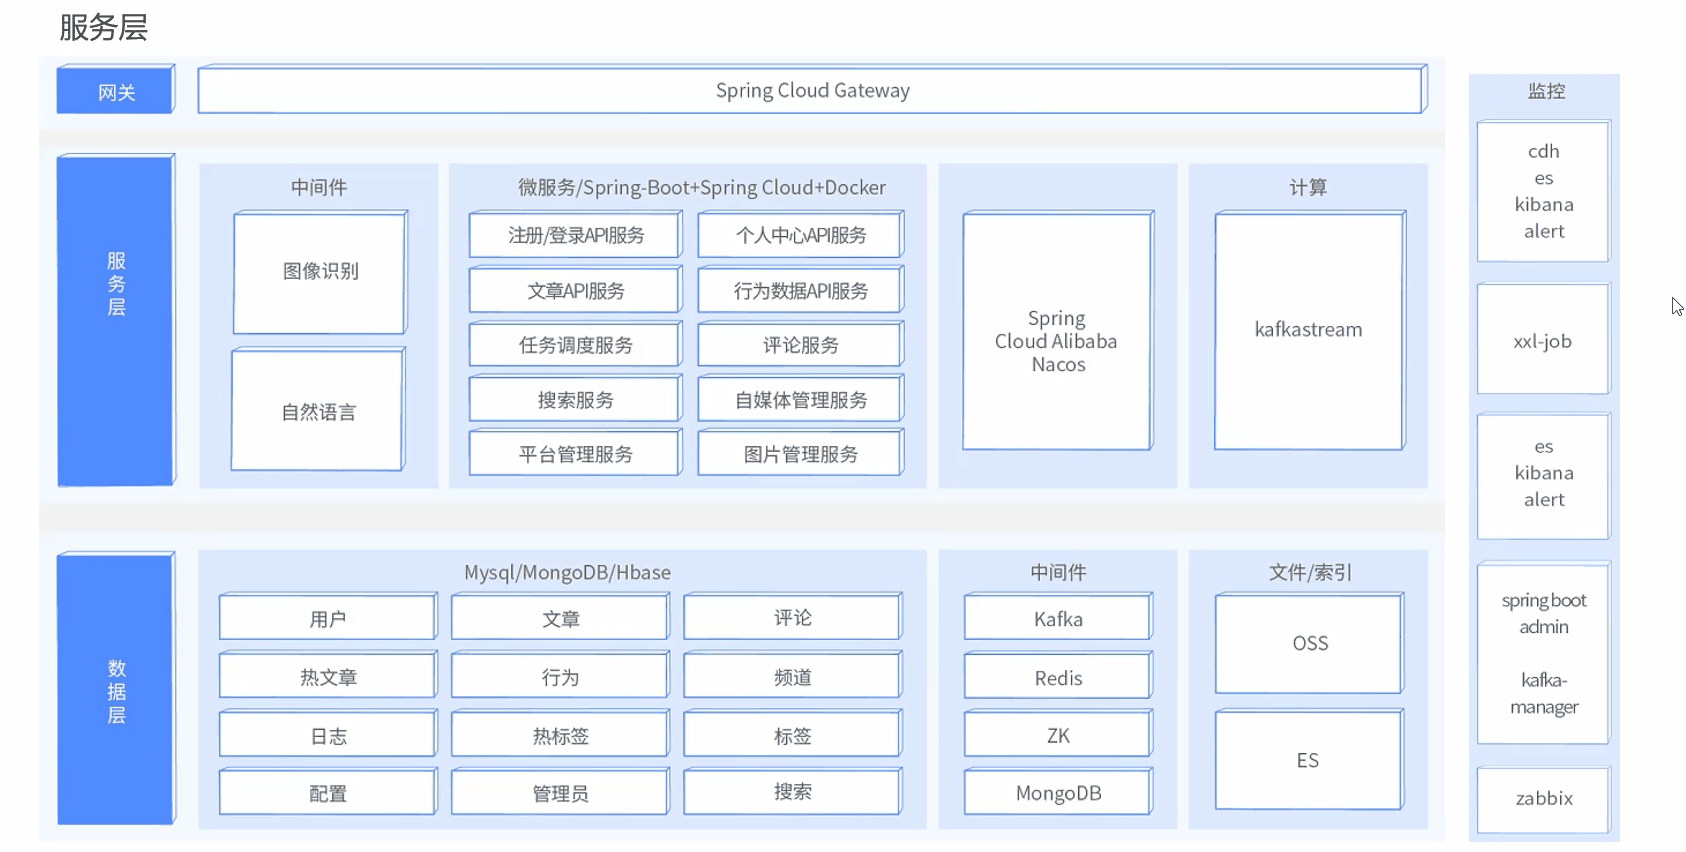 服务层
网关
Spring Cloud Gateway
服
务
层
中间件
图像识别
自然语言
微服务/Spring-Boot+Spring Cloud+Docker
注册/登录API服务
个人中心API服务
文章API服务
行为数据API服务
任务调度服务
评论服务
搜索服务
自媒体管理服务
平台管理服务
图片管理服务
Spring
Cloud Alibaba
Nacos
计算
kafkastream
数
据
层
Mysql/MongoDB/Hbase
用户
文章
评论
热文章
行为
频道
日志
热标签
标签
配置
管理员
搜索
中间件
Kafka
Redis
ZK
MongoDB
文件/索引
OSS
ES
监控
cdh
es
kibana
alert
xxl-job
es
kibana
alert
spring boot
admin
kafka-
manager
zabbix